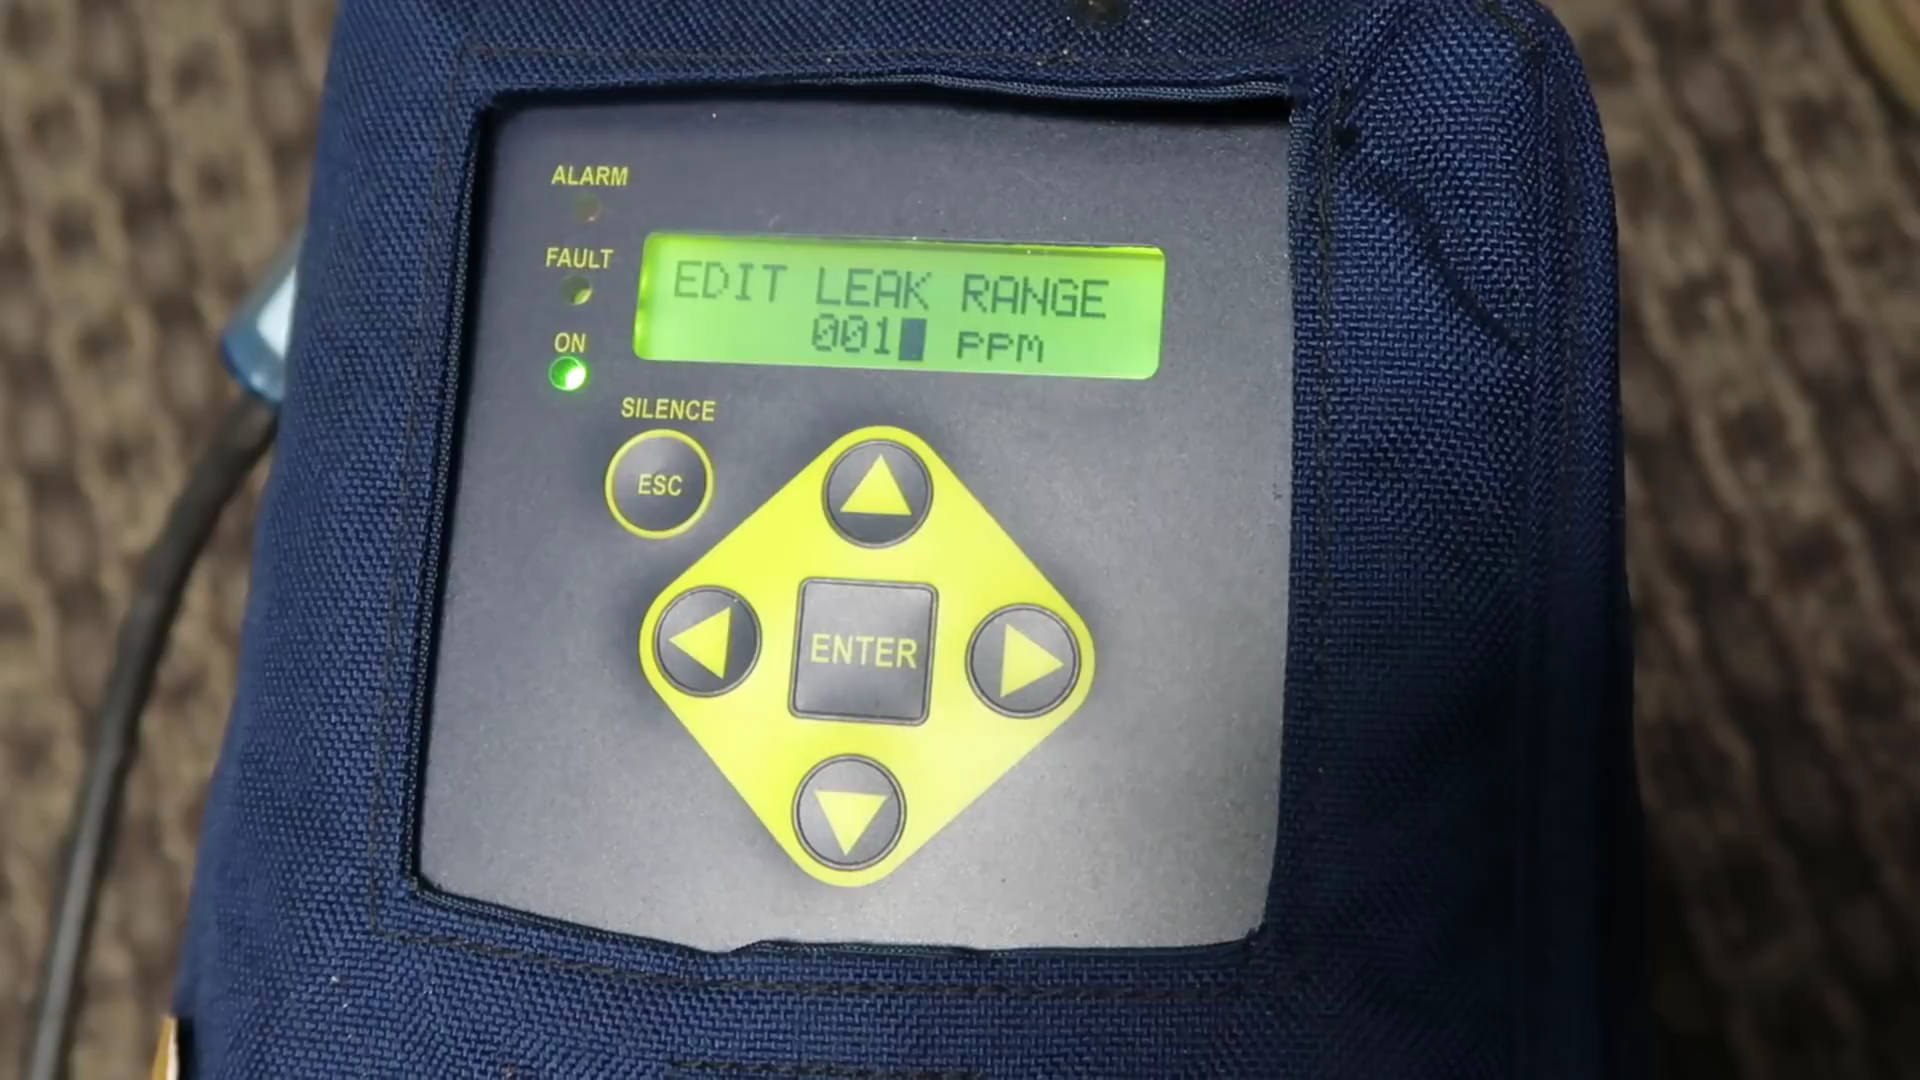 ALARM
FAULT
EDIT LEAK RANGE
001 ppm
ON
SILENCE
ESC
ENTER